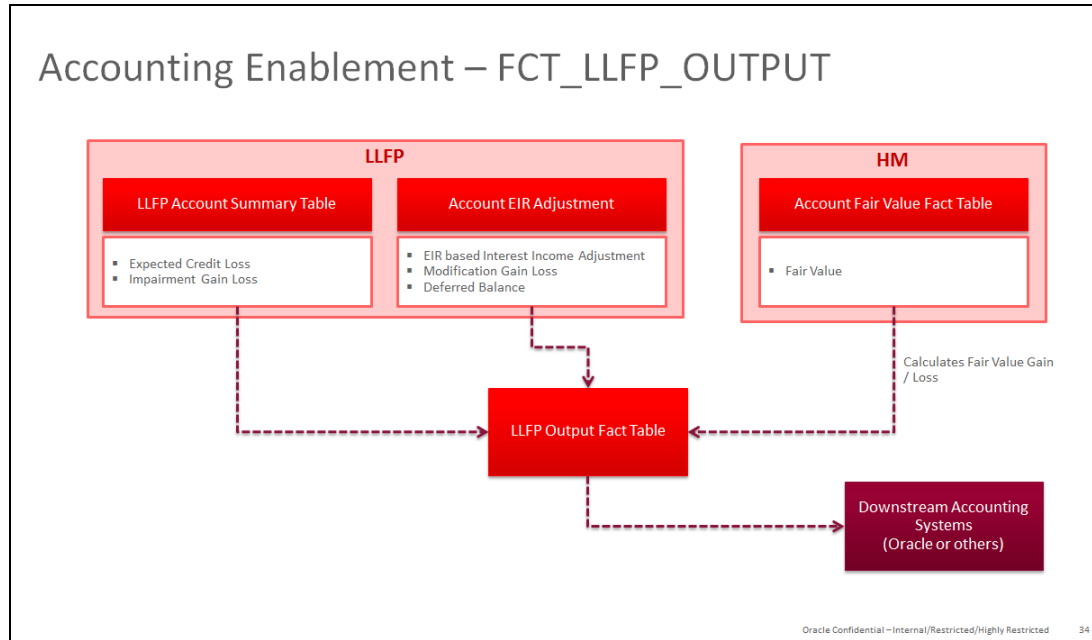 Accounting Enablement – FCT_LLFP_OUTPUT
LLFP
LLFP Account Summary Table
▪ Expected Credit Loss
▪ Impairment Gain Loss
Account EIR Adjustment
▪ EIR based Interest Income Adjustment
▪ Modification Gain Loss
▪ Deferred Balance
HM
Account Fair Value Fact Table
▪ Fair Value
Calculates Fair Value Gain
/ Loss
LLFP Output Fact Table
Downstream Accounting
Systems
(Oracle or others)
Oracle Confidential – Internal/Restricted/Highly Restricted 34